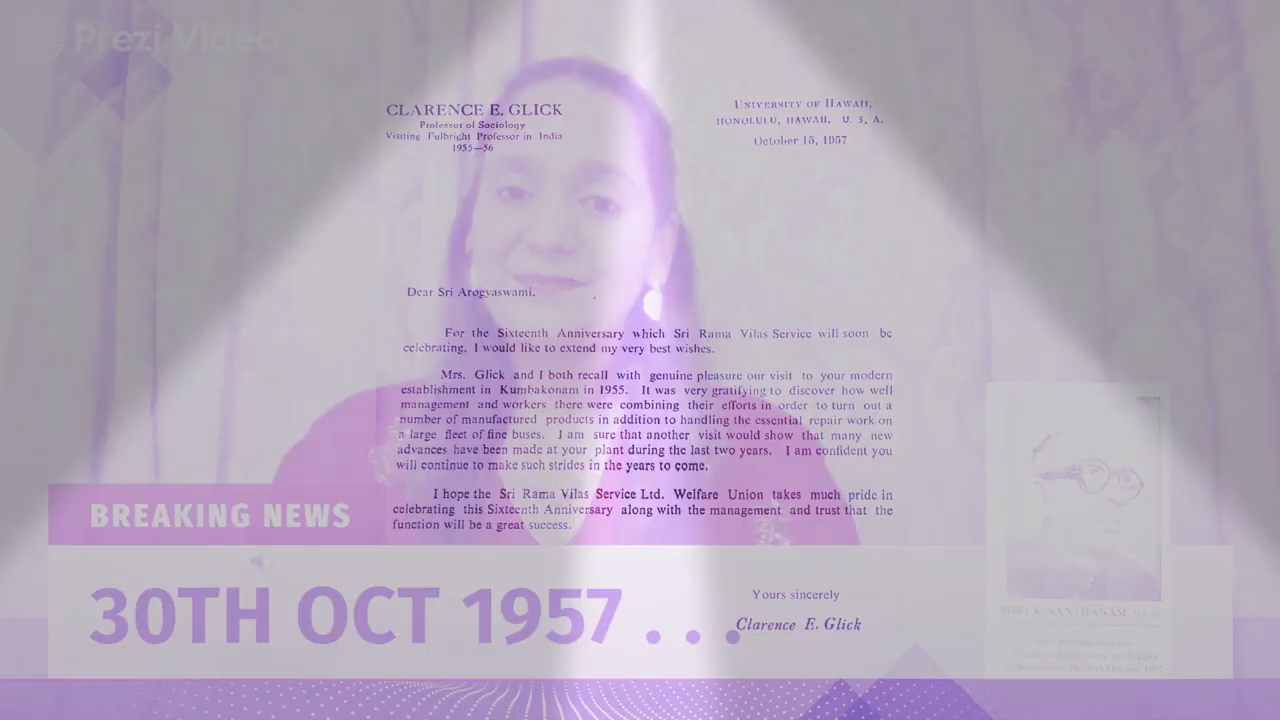 Prezi Video
CLARENCE E. GLICK
Professor of Sociology
Visiting Fulbright Professor in India
1955—56
UNIVERSITY OF HAWAII,
HONOLULU, HAWAII, U. S. A.
October 15, 1957
Dear Sri Arogyaswami,
For the Sixteenth Anniversary which Sri Rama Vilas Service will soon be
celebrating, I would like to extend my very best wishes.
Mrs. Glick and I both recall with genuine pleasure our visit to your modern
establishment in Kumbakonam in 1955. It was very gratifying to discover how well
management and workers there were combining their efforts in order to turn out a
number of manufactured products in addition to handling the essential repair work on
a large fleet of fine buses. I am sure that another visit would show that many new
advances have been made at your plant during the last two years. I am confident you
will continue to make such strides in the years to come.
I hope the Sri Rama Vilas Service Ltd. Welfare Union takes much pride in
celebrating this Sixteenth Anniversary along with the management and trust that the
function will be a great success.
Yours sincerely
Clarence E. Glick
BREAKING NEWS
30TH OCT 1957 . . .
K. SANTHANAM
30th October 1957